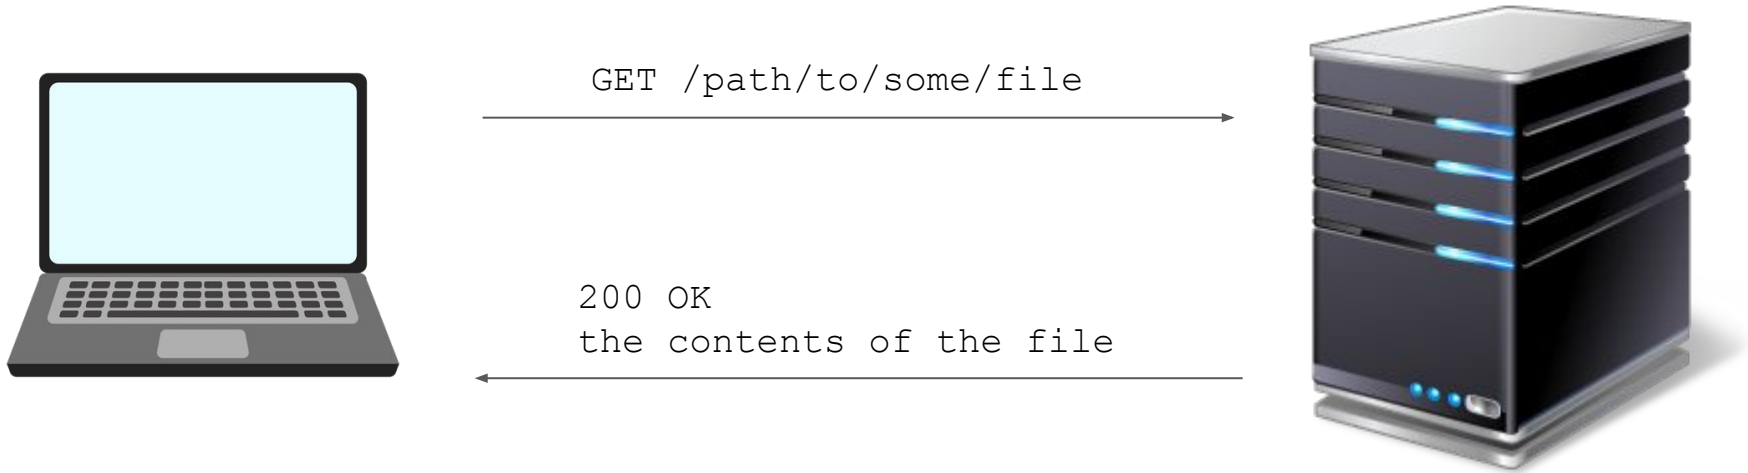 GET /path/to/some/file
200 OK
the contents of the file